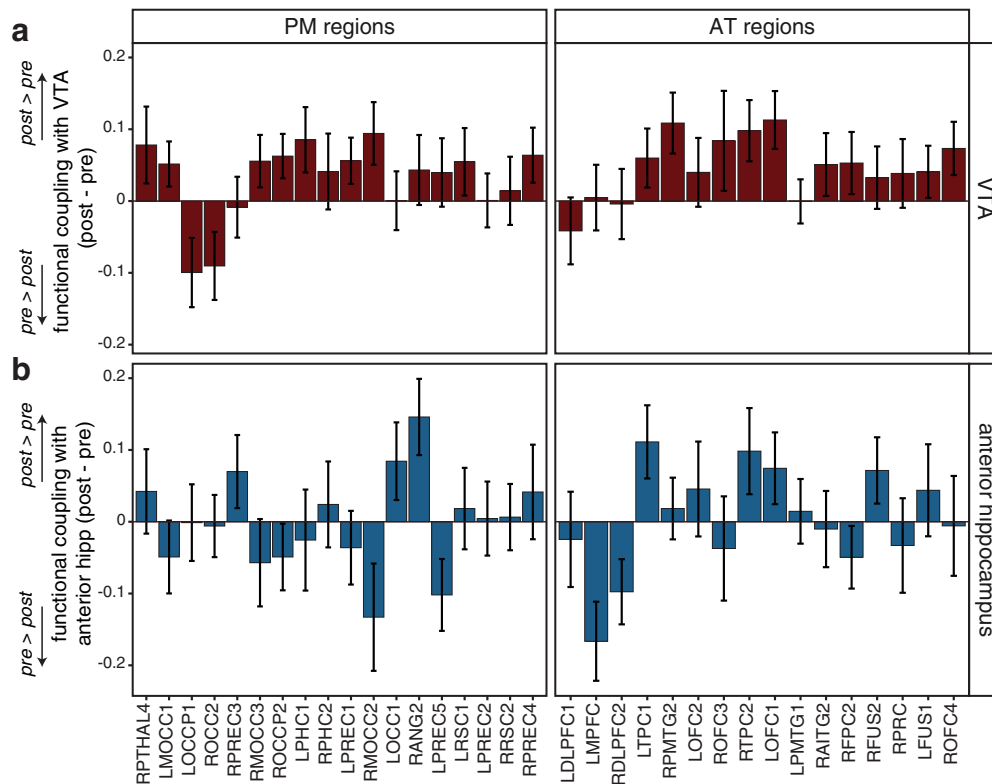 a
PM regions
AT regions
post > pre
pre > post
functional coupling with VTA
(post - pre)
0.2
0.1
0
-0.1
-0.2
VTA
b
post > pre
pre > post
functional coupling with
anterior hipp (post - pre)
0.2
0.1
0
-0.1
-0.2
anterior hippocampus
RPTHAL4
LMOCC1
LOCCP1
ROCC2
RPREC3
RMOCC3
ROCCP2
LPHC1
RPHC2
LPREC1
RMOCC2
LOCC1
RANG2
LPREC5
LRSC1
LPREC2
RRSC2
RPREC4
LDLPFC1
LMPFC
RDLPFC2
LTPC1
RPMTG2
LOFC2
ROFC3
RTPC2
LOFC1
LPMTG1
RAITG2
RFPC2
RFUS2
RPRC
LFUS1
ROFC4